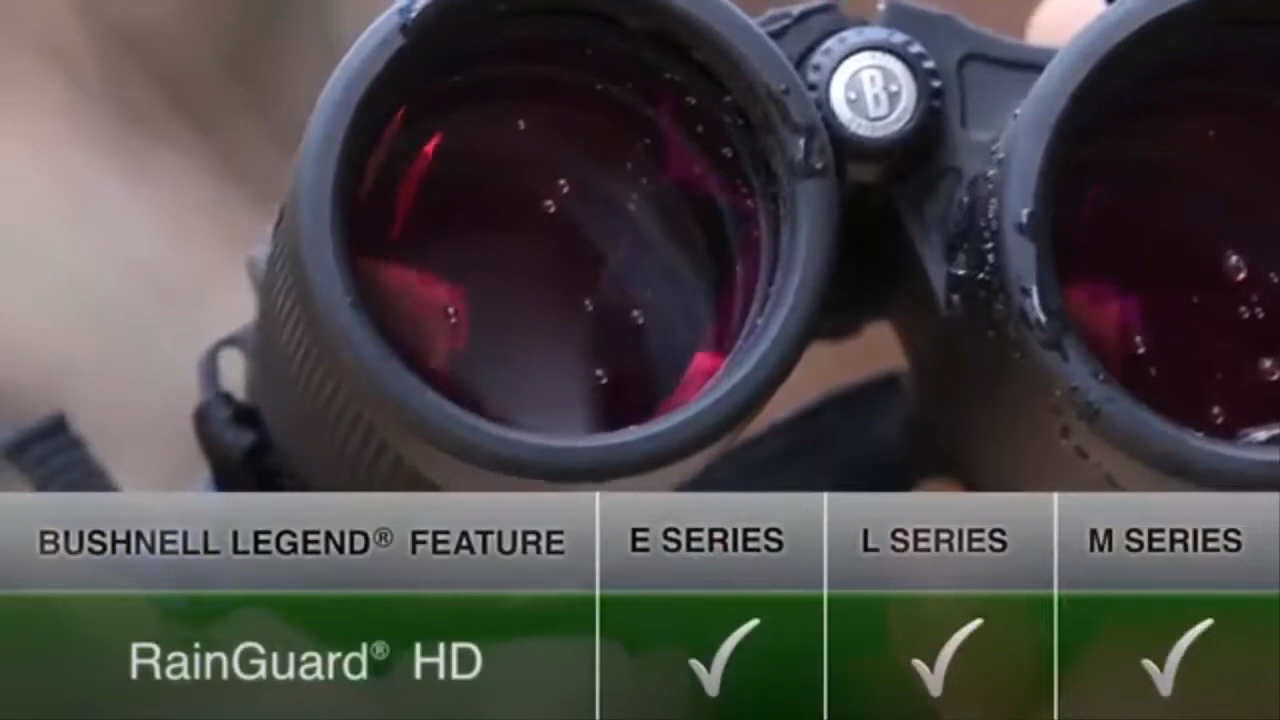 B
BUSHNELL LEGEND® FEATURE E SERIES L SERIES M SERIES
RainGuard® HD